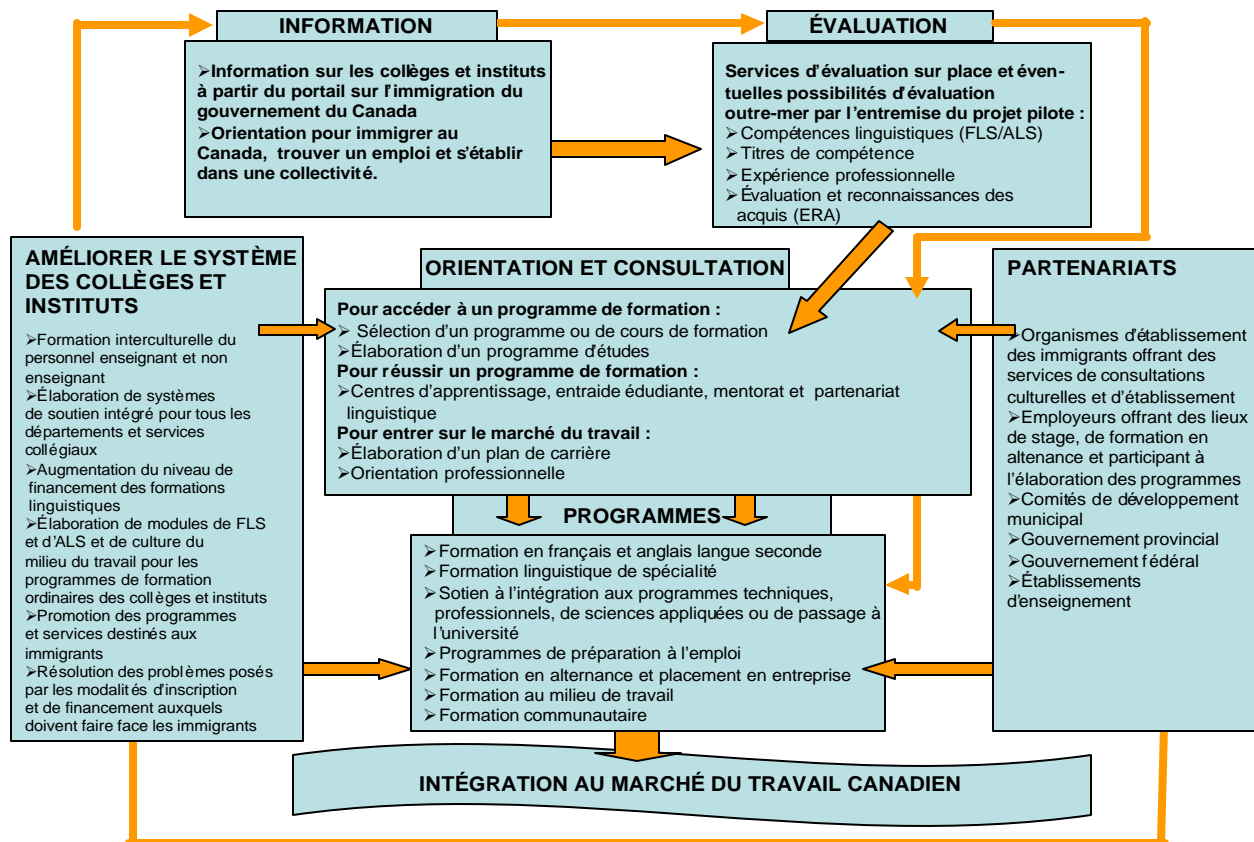 INFORMATION
➢Information sur les collèges et instituts
à partir du portail sur l'immigration du
gouvernement du Canada
➢Orientation pour immigrer au
Canada, trouver un emploi et s'établir
dans une collectivité.
ÉVALUATION
Services d'évaluation sur place et éven-
tuelles possibilités d'évaluation
outre-mer par l'entremise du projet pilote :
➢Compétences linguistiques (FLS/ALS)
➢Titres de compétence
➢Expérience professionnelle
➢Évaluation et reconnaissances des
acquis (ERA)
AMÉLIORER LE SYSTÈME
DES COLLÈGES ET
INSTITUTS
➢Formation interculturelle du
personnel enseignant et non
enseignant
➢Élaboration de systèmes
de soutien intégré pour tous les
départements et services
collégiaux
➢Augmentation du niveau de
financement des formations
linguistiques
➢Élaboration de modules de FLS
et d'ALS et de culture du
milieu du travail pour les
programmes de formation
ordinaires des collèges et instituts
➢Promotion des programmes
et services destinés aux
immigrants
➢Résolution des problèmes posés
par les modalités d'inscription
et de financement auxquels
doivent faire face les immigrants
ORIENTATION ET CONSULTATION
Pour accéder à un programme de formation :
➢ Sélection d'un programme ou de cours de formation
➢Élaboration d'un programme d'études
Pour réussir un programme de formation :
➢Centres d'apprentissage, entraide édudiante, mentorat et partenariat
linguistique
Pour entrer sur le marché du travail :
➢Élaboration d'un plan de carrière
➢Orientation professionnelle
PROGRAMMES
➢Formation en français et anglais langue seconde
➢Formation linguistique de spécialité
➢Sotien à l'intégration aux programmes techniques,
professionnels, de sciences appliquées ou de passage à
l'université
➢Programmes de préparation à l'emploi
➢Formation en alternance et placement en entreprise
➢Formation au milieu de travail
➢Formation communautaire
PARTENARIATS
➢Organismes d'établissement
des immigrants offrant des
services de consultations
culturelles et d'établissement
➢Employeurs offrant des lieux
de stage, de formation en
altenance et participant à
l'élaboration des programmes
➢Comités de développement
municipal
➢Gouvernement provincial
➢Gouvernement fédéral
➢Établissements
d'enseignement
INTÉGRATION AU MARCHÉ DU TRAVAIL CANADIEN